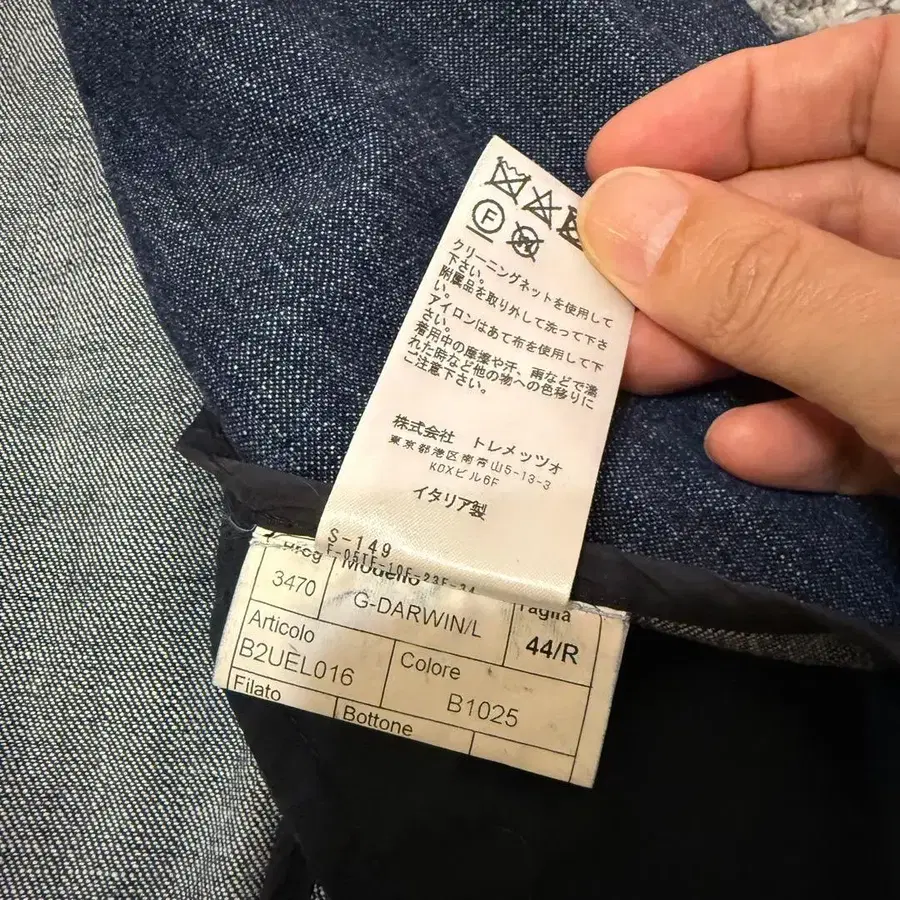 F
クリーニングネットを使用して
下さい。
附属品を取り外して洗って下さ
い。
アイロンはあて布を使用して下
さい。
着用中の摩擦や汗、雨などで濡
れた時など他の物への色移りに
ご注意下さい。
株式会社 トレメッツォ
東京都港区南青山5-13-3
KDXビル6F
イタリア製
S-149
Modello
Taglia
3470
G-DARWIN/L
44/R
Articolo
Colore
B2UEL016
B1025
Filato
Bottone